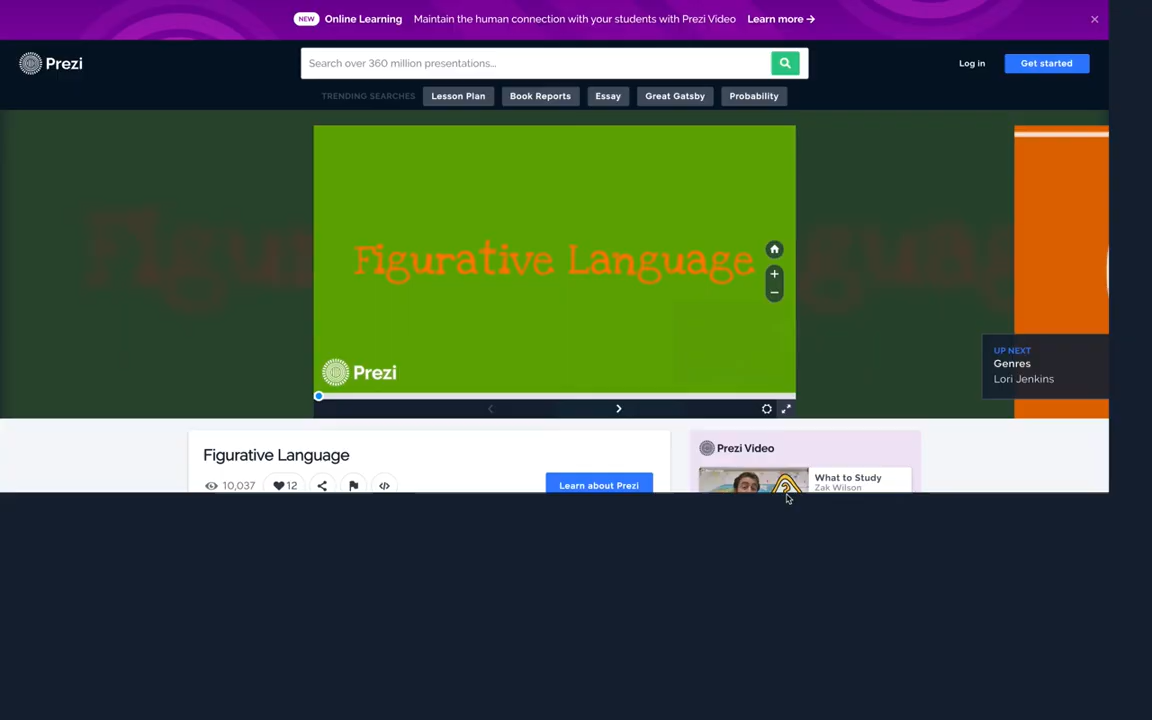 NEW Online Learning Maintain the human connection with your students with Prezi Video Learn more →
Prezi
Search over 360 million presentations...
Log in
Get started
TRENDING SEARCHES Lesson Plan Book Reports Essay Great Gatsby Probability
Figurative Language
Prezi
UP NEXT
Genres
Lori Jenkins
Figurative Language
10,037
12
Learn about Prezi
Prezi Video
What to Study
Zak Wilson